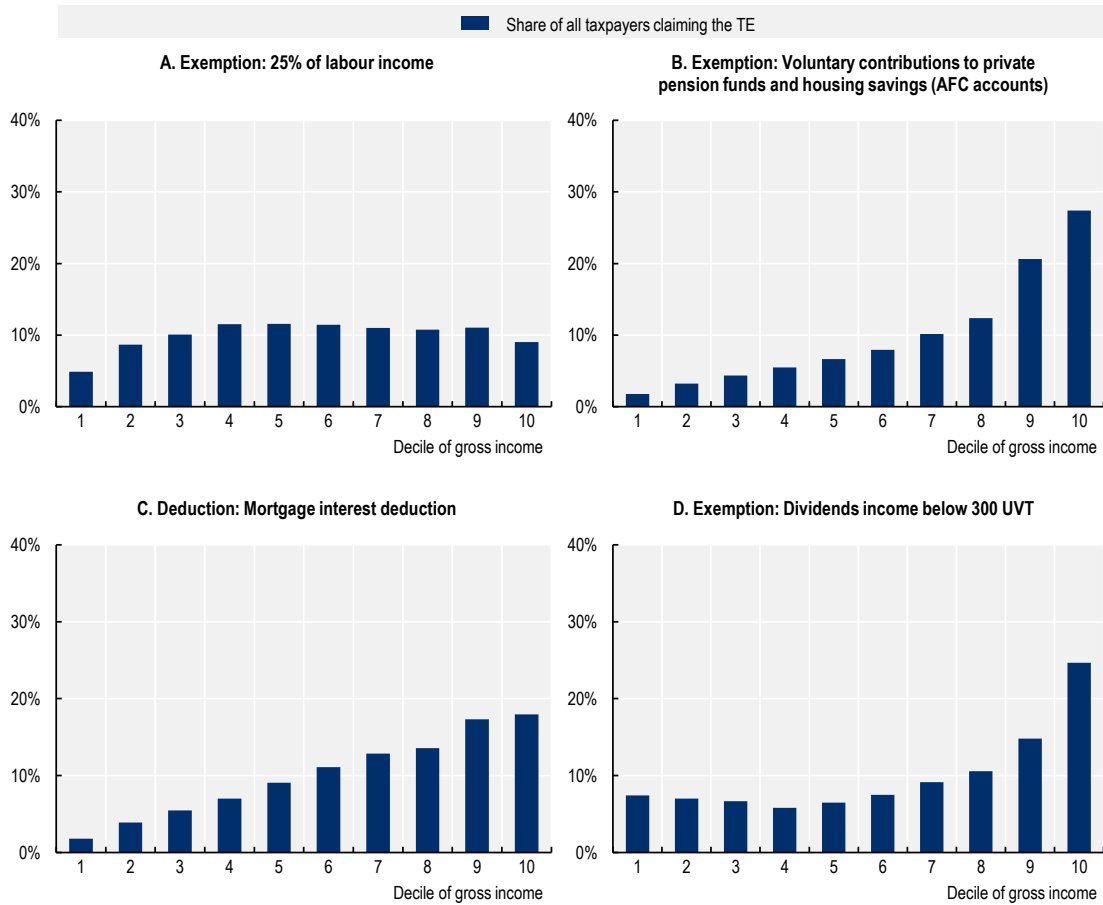 Share of all taxpayers claiming the TE
A. Exemption: 25% of labour income
40%
30%
20%
10%
0%
1 2 3 4 5 6 7 8 9 10
Decile of gross income
B. Exemption: Voluntary contributions to private
pension funds and housing savings (AFC accounts)
40%
30%
20%
10%
0%
1 2 3 4 5 6 7 8 9 10
Decile of gross income
C. Deduction: Mortgage interest deduction
40%
30%
20%
10%
0%
1 2 3 4 5 6 7 8 9 10
Decile of gross income
D. Exemption: Dividends income below 300 UVT
40%
30%
20%
10%
0%
1 2 3 4 5 6 7 8 9 10
Decile of gross income